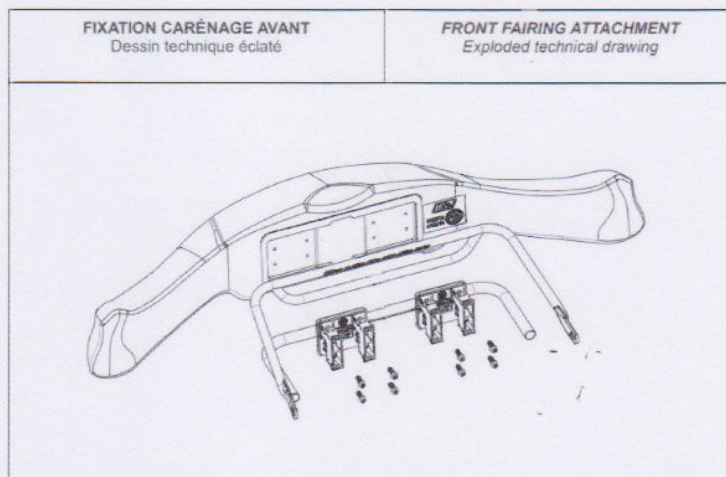 FIXATION CARÉNAGE AVANT
Dessin technique éclaté
FRONT FAIRING ATTACHMENT
Exploded technical drawing